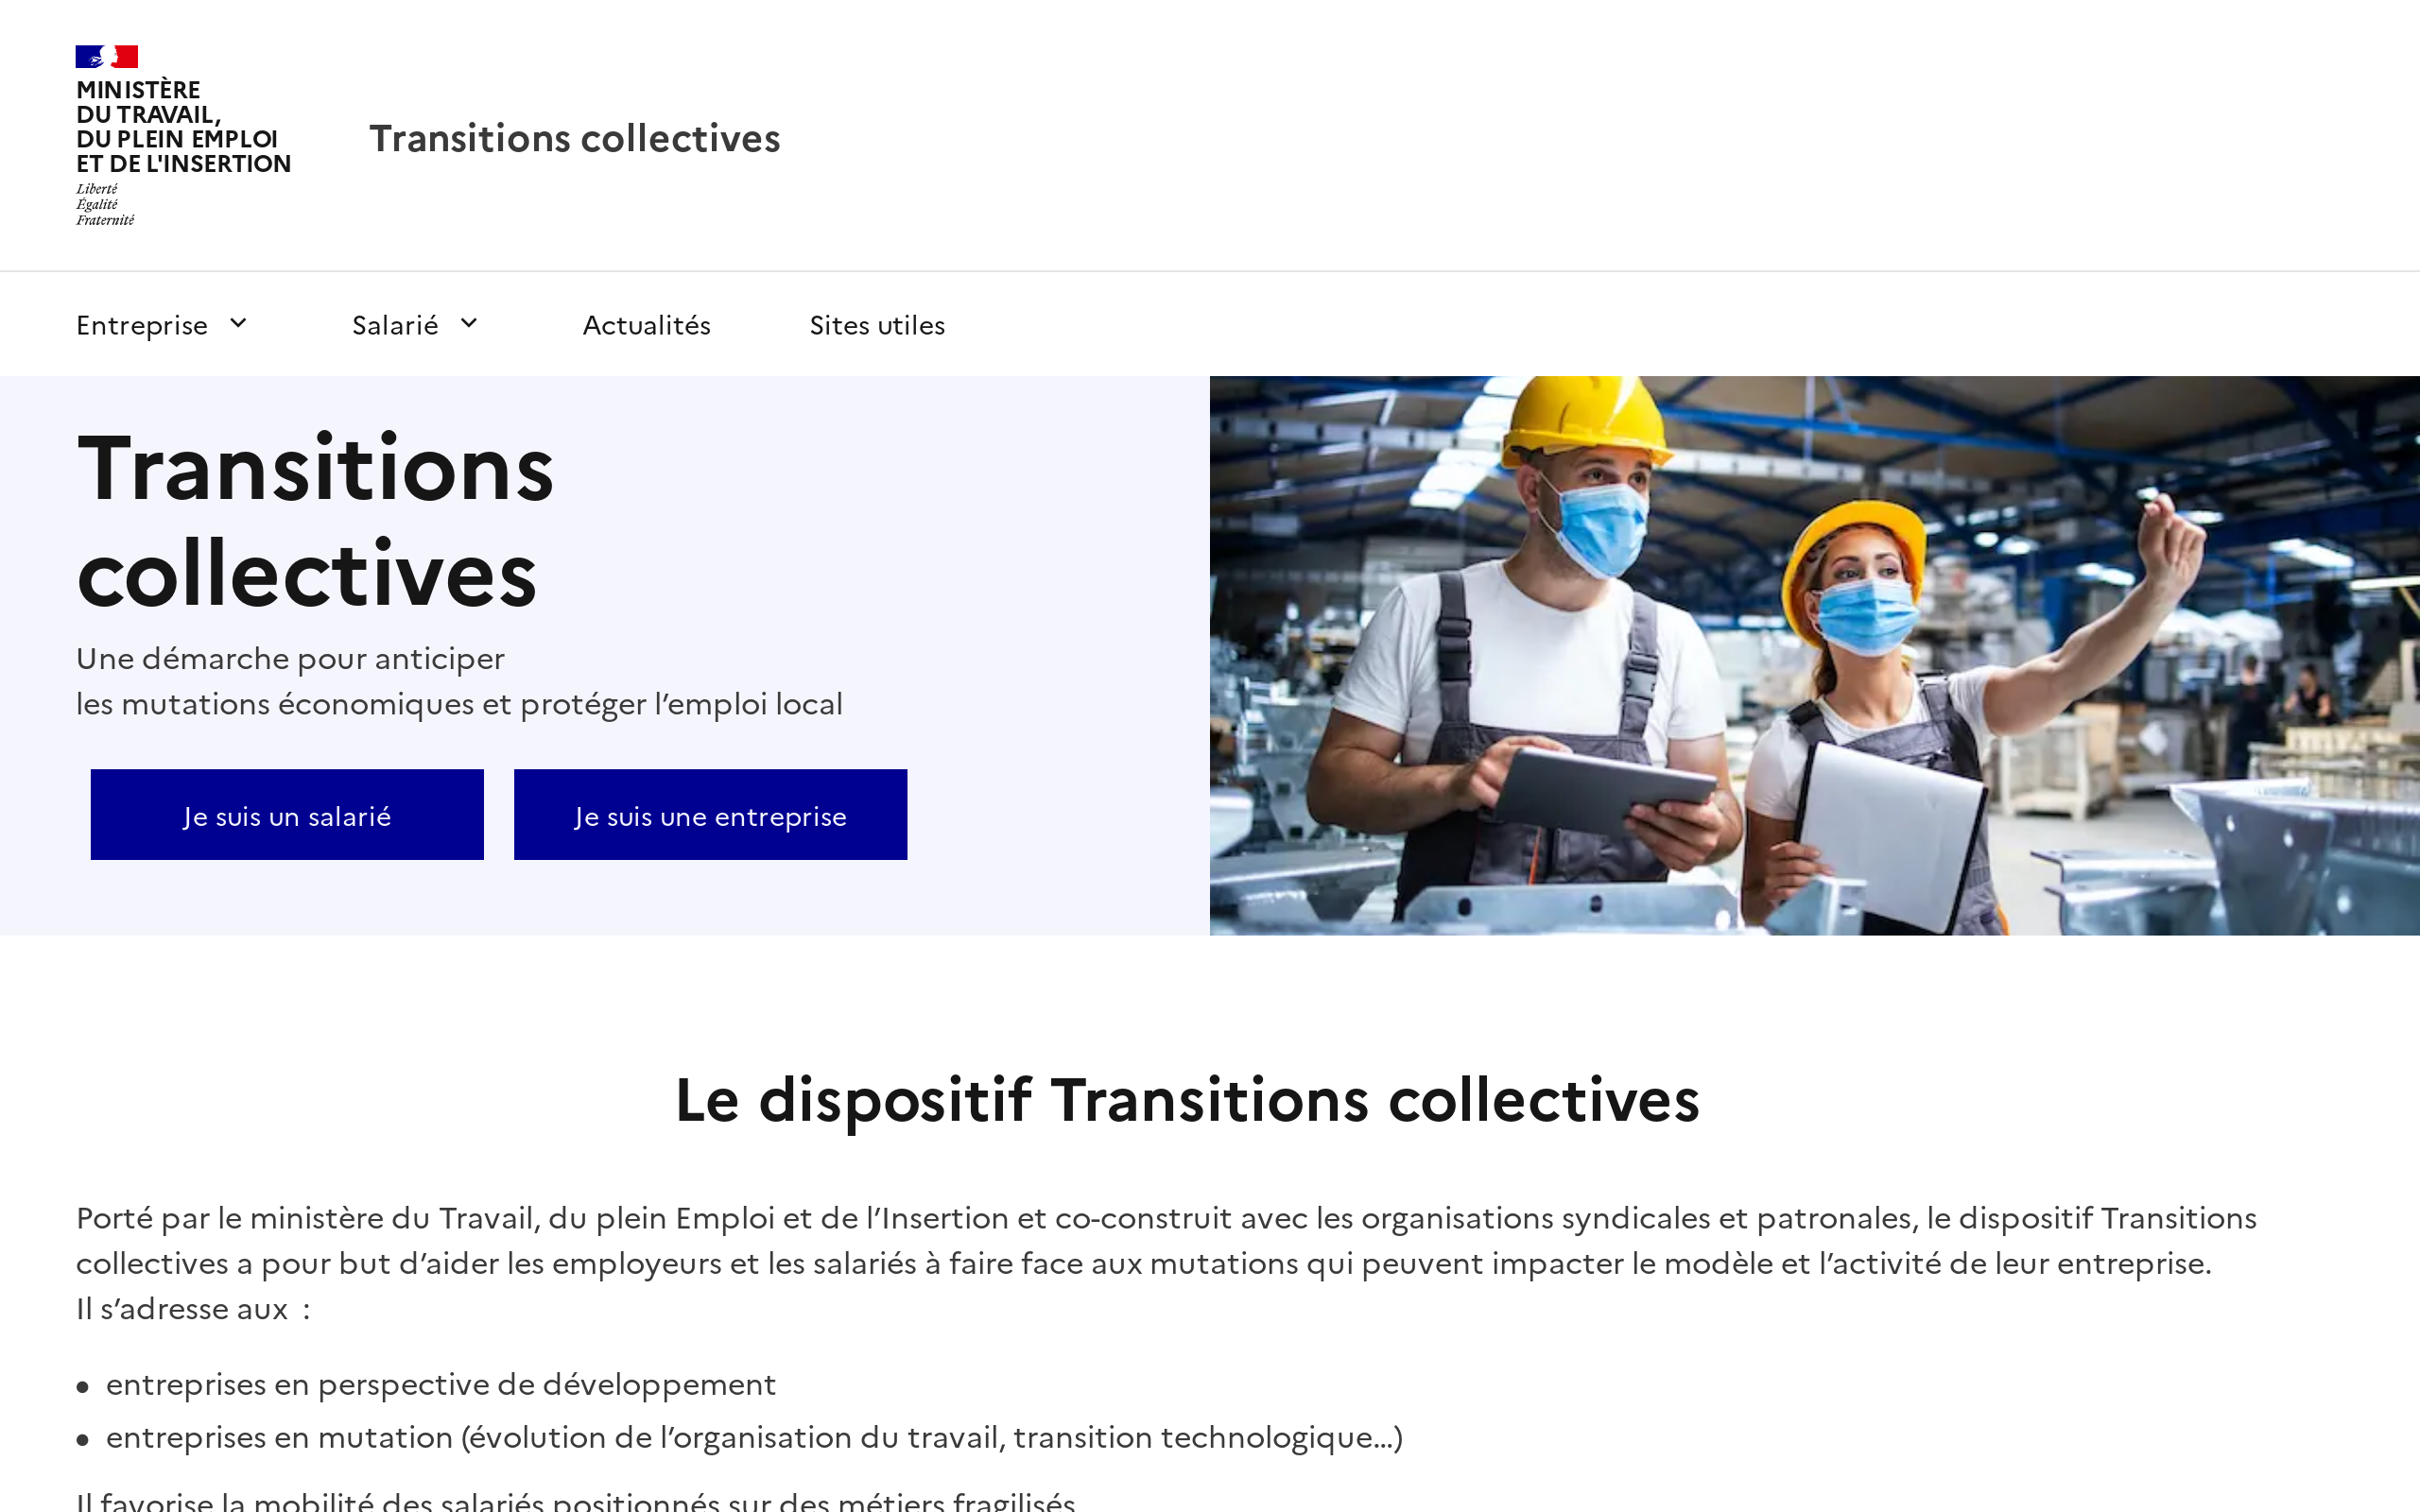 MINISTÈRE
DU TRAVAIL,
DU PLEIN EMPLOI
ET DE L'INSERTION
Liberté
Égalité
Fraternité
Transitions collectives
Entreprise
Salarié
Actualités
Sites utiles
Transitions
collectives
Une démarche pour anticiper
les mutations économiques et protéger l’emploi local
Je suis un salarié
Je suis une entreprise
Le dispositif Transitions collectives
Porté par le ministère du Travail, du plein Emploi et de l’Insertion et co-construit avec les organisations syndicales et patronales, le dispositif Transitions
collectives a pour but d’aider les employeurs et les salariés à faire face aux mutations qui peuvent impacter le modèle et l’activité de leur entreprise.
Il s’adresse aux :
• entreprises en perspective de développement
• entreprises en mutation (évolution de l’organisation du travail, transition technologique…)
Il favorise la mobilité des salariés positionnés sur des métiers fragilisés